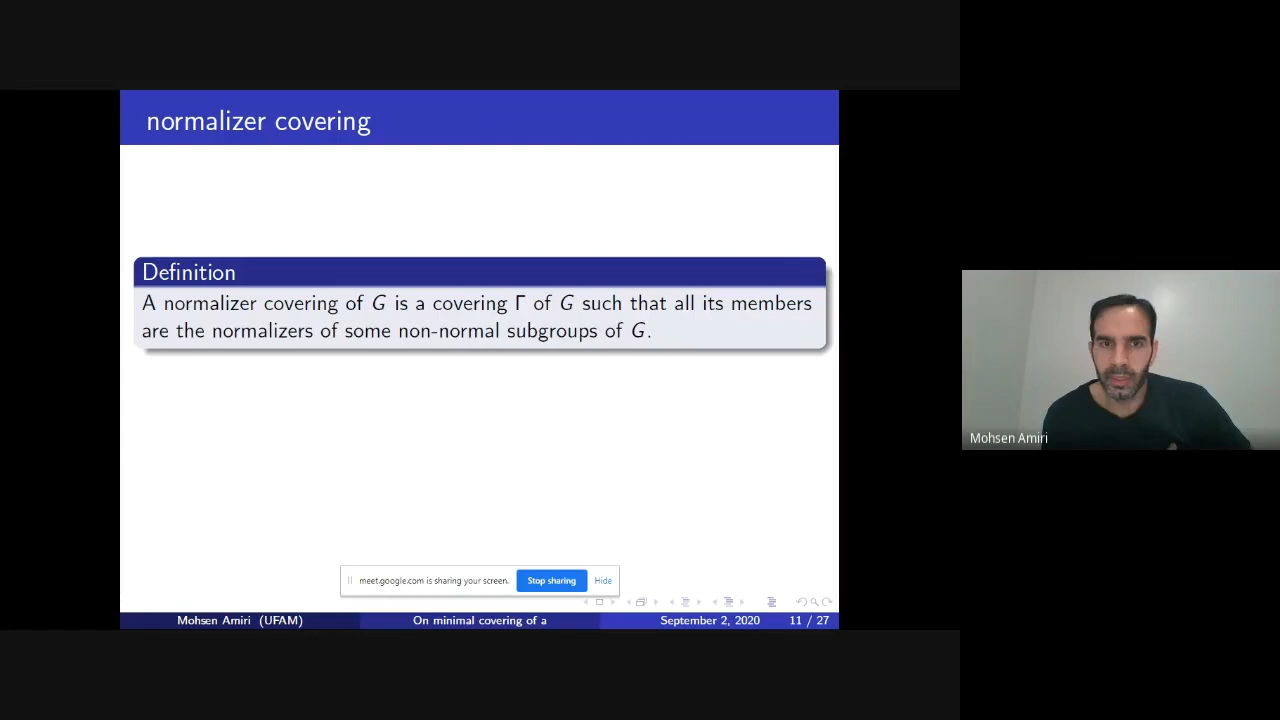 normalizer covering
Definition
A normalizer covering of G is a covering Γ of G such that all its members
are the normalizers of some non-normal subgroups of G.
Mohsen Amiri
meet.google.com is sharing your screen. Stop sharing Hide
Mohsen Amiri (UFAM) On minimal covering of a September 2, 2020 11 / 27